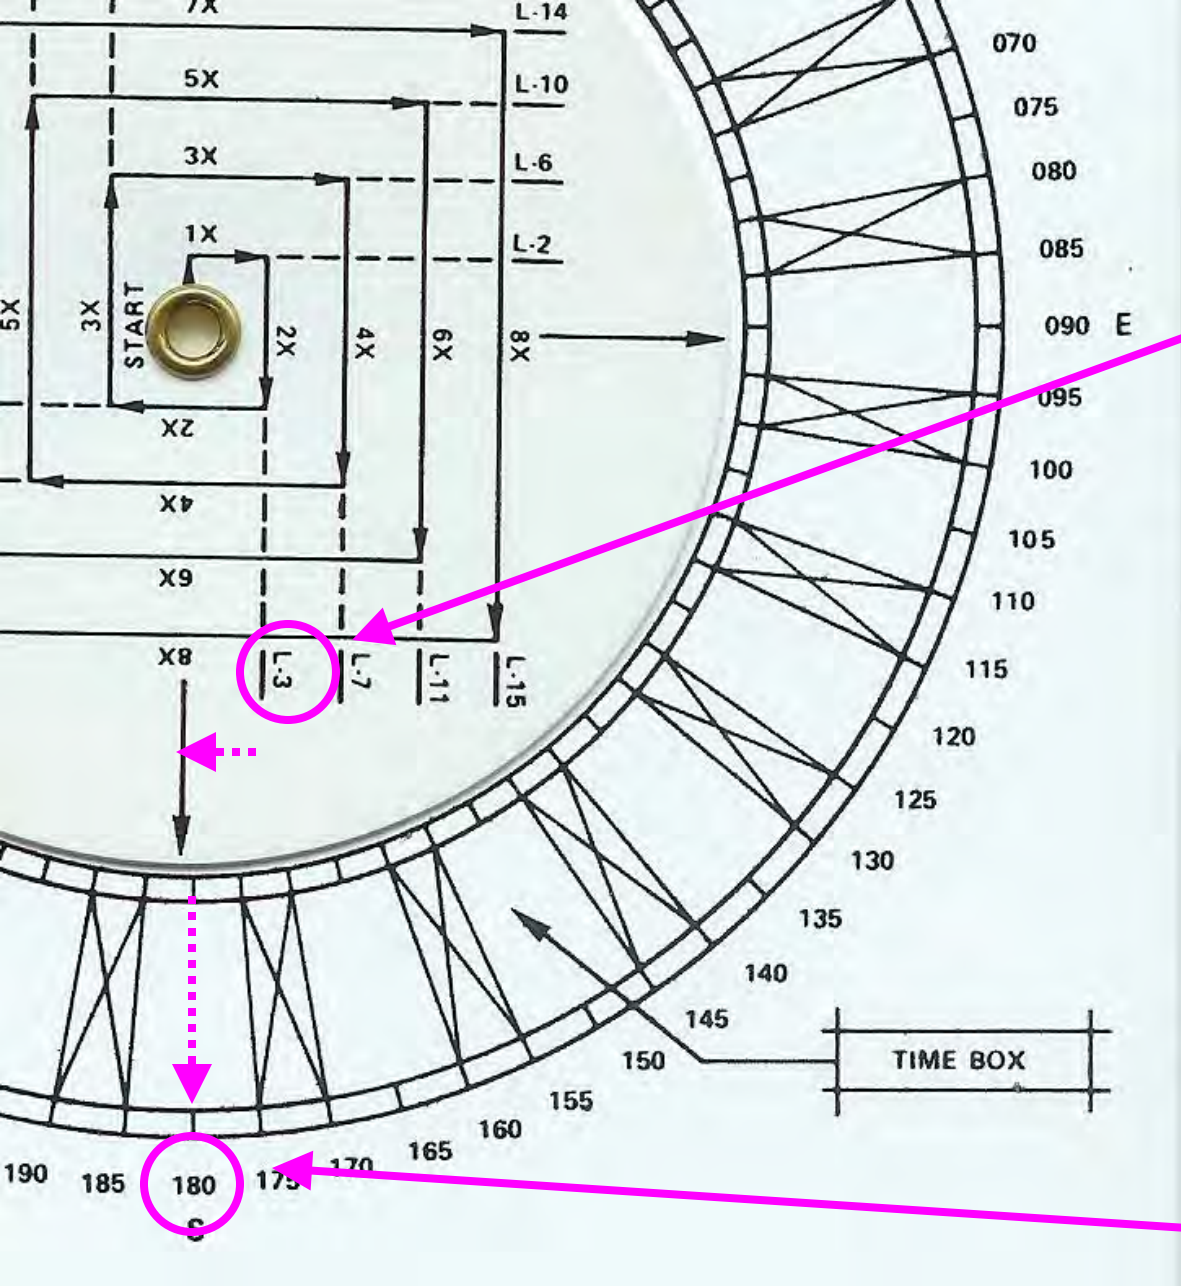 7X
L-14
070
5X
L-10
075
3X
L-6
080
1X
L-2
085
5X
3X
START
2X
4X
6X
8X
090 E
2X
095
4X
100
105
6X
110
8X
L-3
L-7
L-11
L-15
115
120
125
130
135
140
145
150
TIME BOX
155
160
165
170
175
180
185
190
S